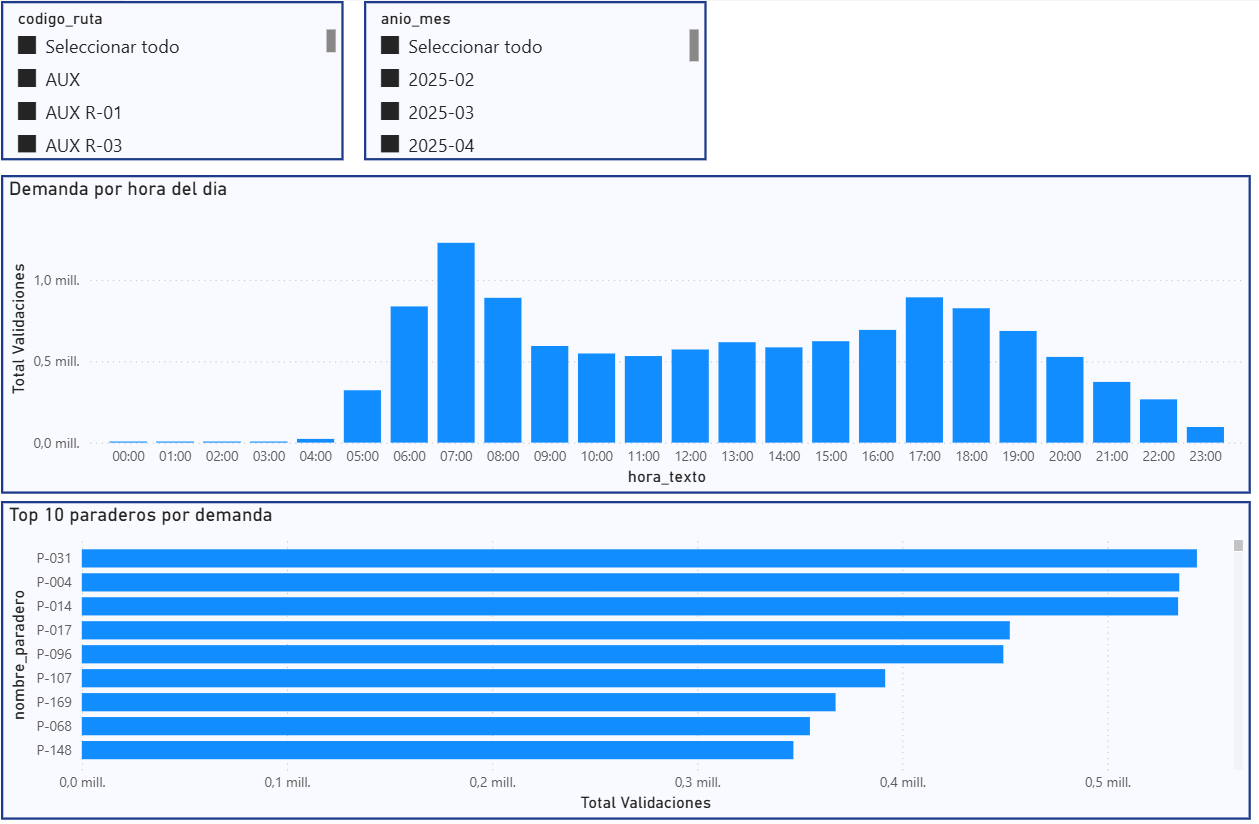 codigo_ruta
Seleccionar todo
AUX
AUX R-01
AUX R-03
anio_mes
Seleccionar todo
2025-02
2025-03
2025-04
Demanda por hora del dia
Total Validaciones
1,0 mill.
0,5 mill.
0,0 mill.
00:00 01:00 02:00 03:00 04:00 05:00 06:00 07:00 08:00 09:00 10:00 11:00 12:00 13:00 14:00 15:00 16:00 17:00 18:00 19:00 20:00 21:00 22:00 23:00
hora_texto
Top 10 paraderos por demanda
nombre_paradero
P-031
P-004
P-014
P-017
P-096
P-107
P-169
P-068
P-148
0,0 mill. 0,1 mill. 0,2 mill. 0,3 mill. 0,4 mill. 0,5 mill.
Total Validaciones